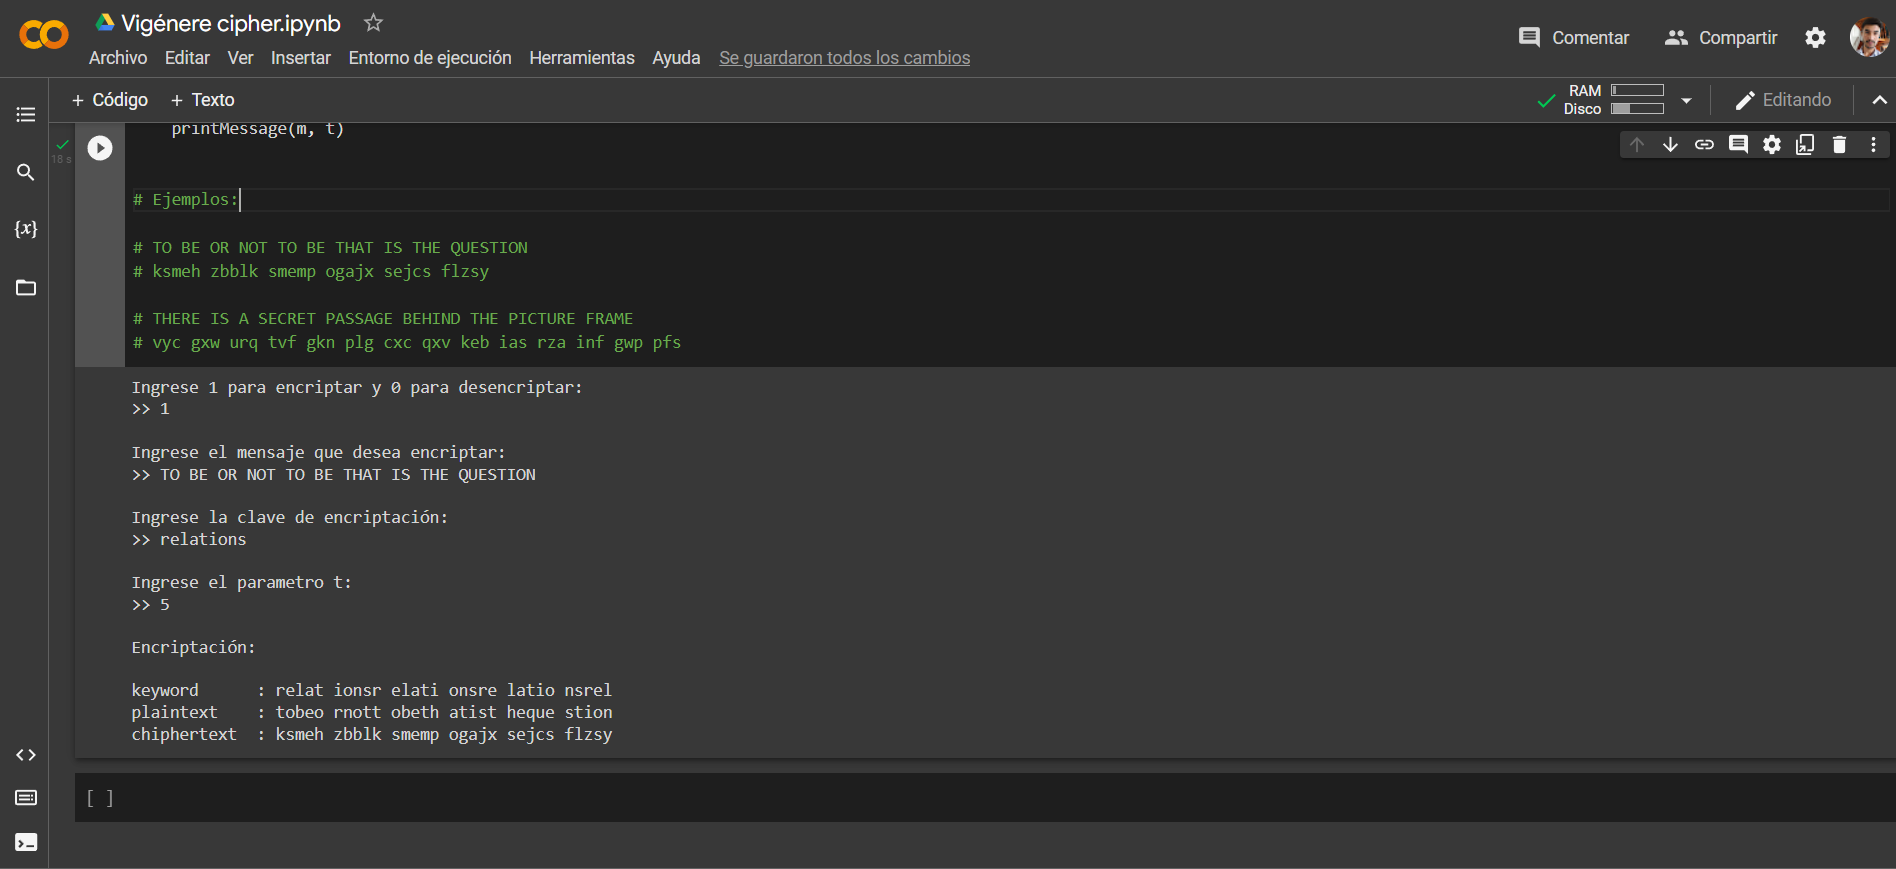 Vigénere cipher.ipynb
Archivo Editar Ver Insertar Entorno de ejecución Herramientas Ayuda Se guardaron todos los cambios
Comentar Compartir
+ Código + Texto
RAM
Disco
Editando
18 s
printMessage(m, t)
# Ejemplos:
# TO BE OR NOT TO BE THAT IS THE QUESTION
# ksmeh zbblk smemp ogajx sejcs flzsy
# THERE IS A SECRET PASSAGE BEHIND THE PICTURE FRAME
# vyc gxw urq tvf gkn plg cxc qxv keb ias rza inf gwp pfs
Ingrese 1 para encriptar y 0 para desencriptar:
>> 1
Ingrese el mensaje que desea encriptar:
>> TO BE OR NOT TO BE THAT IS THE QUESTION
Ingrese la clave de encriptación:
>> relations
Ingrese el parametro t:
>> 5
Encriptación:
keyword : relat ionsr elati onsre latio nsrel
plaintext : tobeo rnott obeth atist heque stion
chiphertext : ksmeh zbblk smemp ogajx sejcs flzsy
[ ]